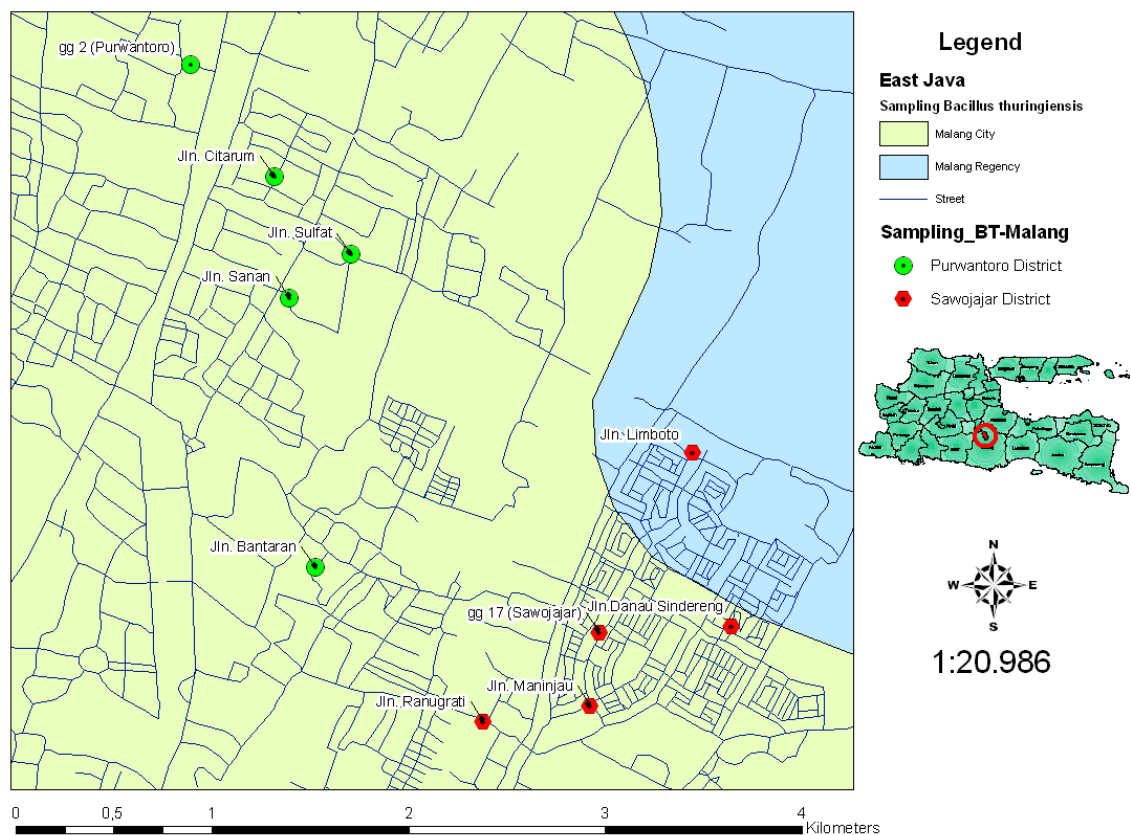 gg 2 (Purwantoro)
Jln. Citarum
Jln. Sulfat
Jln. Sanan
Jln. Limboto
Jln. Bantaran
gg 17 (Sawojajar)
Jln.Danau Sindereng
Jln. Maninjau
Jln. Ranugrati
0 0,5 1 2 3 4
Kilometers
Legend
East Java
Sampling Bacillus thuringiensis
Malang City
Malang Regency
Street
Sampling_BT-Malang
Purwantoro District
Sawojajar District
N
W E
S
1:20.986